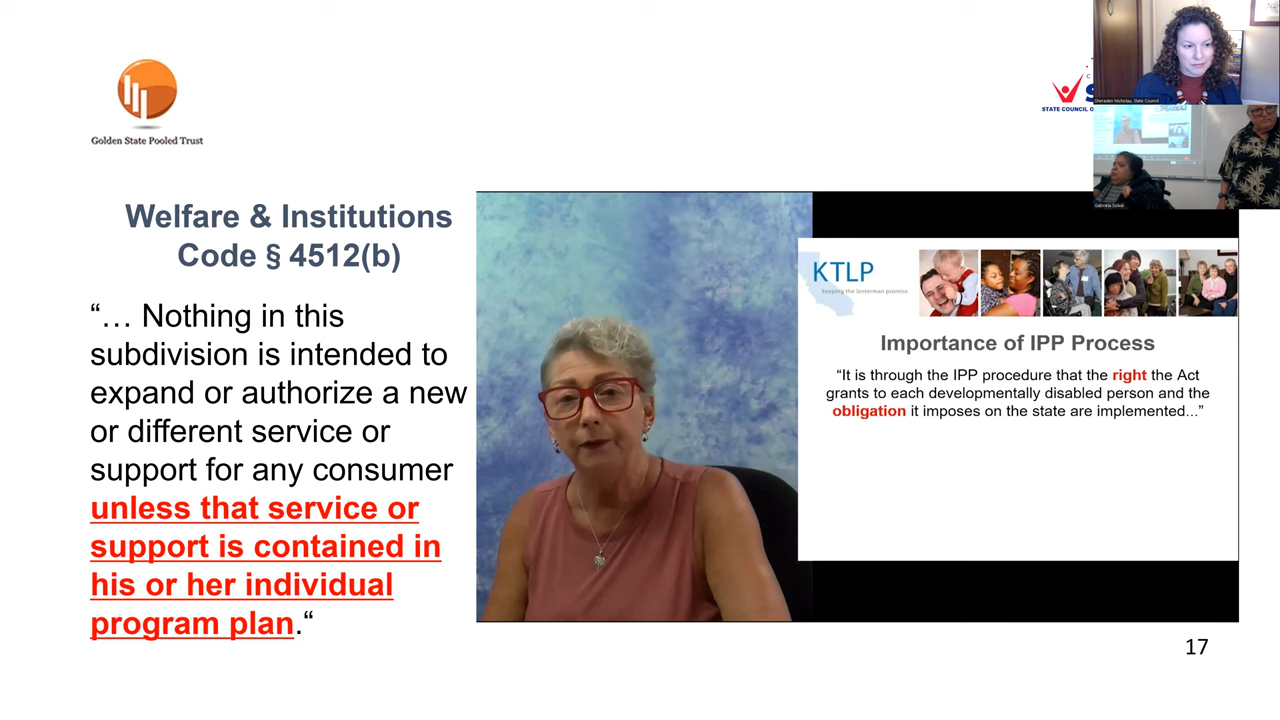 Golden State Pooled Trust
STATE COUNCIL O
Sheraden Nicholau, State Council
Welfare & Institutions
Code § 4512(b)
“… Nothing in this
subdivision is intended to
expand or authorize a new
or different service or
support for any consumer
unless that service or
support is contained in
his or her individual
program plan.“
KTLP
keeping the lanterman promise
Importance of IPP Process
“It is through the IPP procedure that the right the Act
grants to each developmentally disabled person and the
obligation it imposes on the state are implemented...”
17